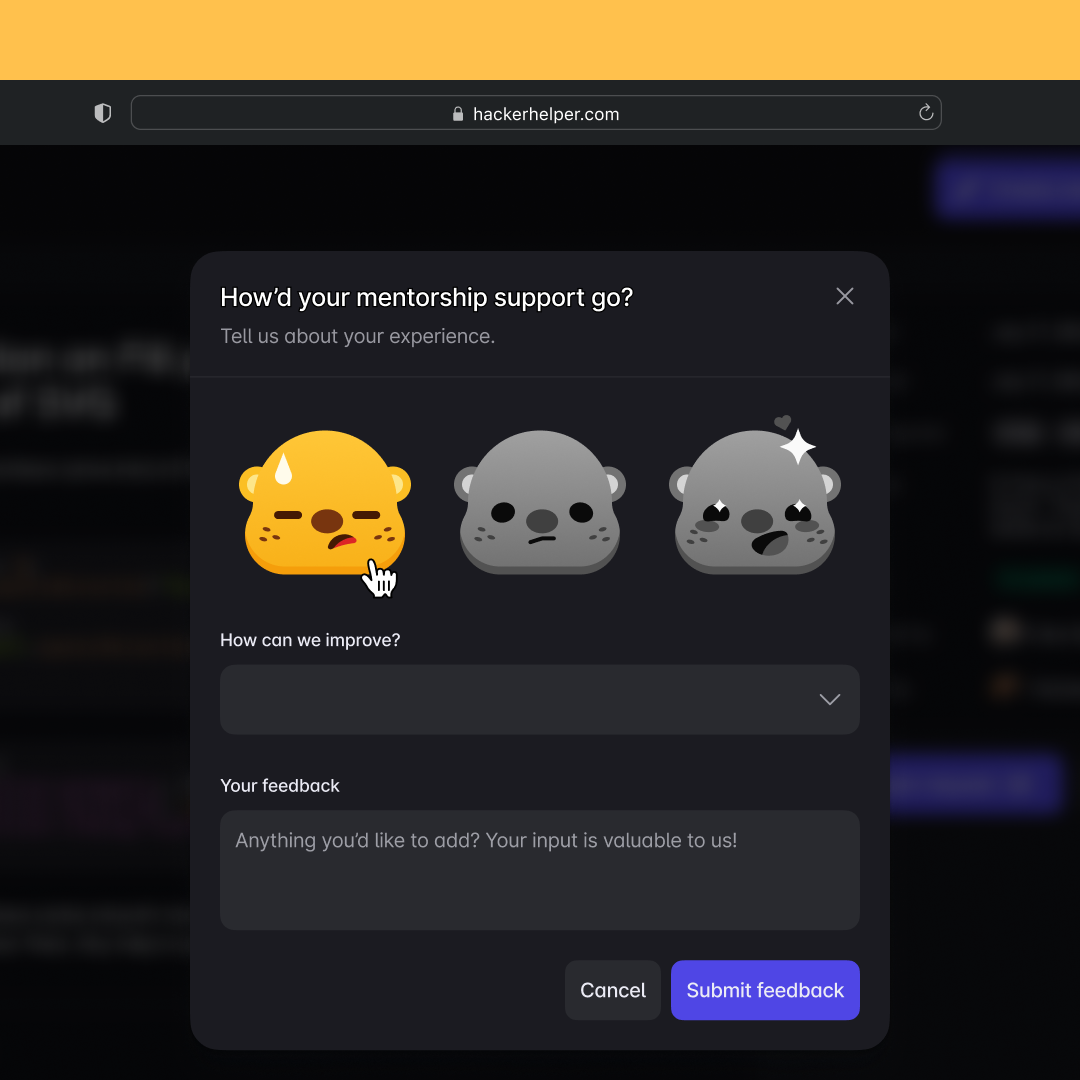 hackerhelper.com
How’d your mentorship support go?
Tell us about your experience.
How can we improve?
Your feedback
Anything you’d like to add? Your input is valuable to us!
Cancel
Submit feedback